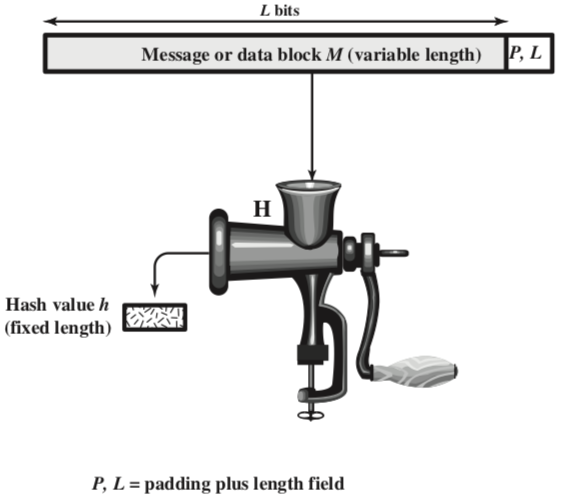 L bits
Message or data block M (variable length) P, L
H
Hash value h
(fixed length)
P, L = padding plus length field